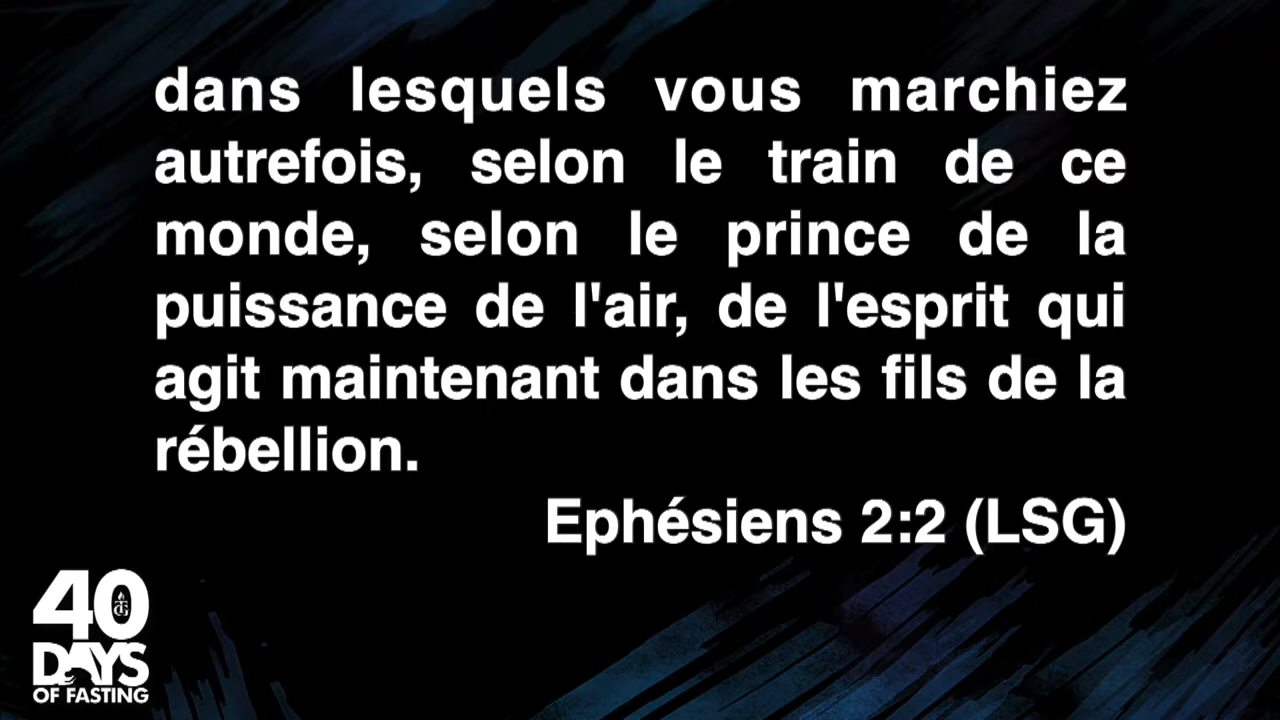 dans lesquels vous marchiez
autrefois, selon le train de ce
monde, selon le prince de la
puissance de l'air, de l'esprit qui
agit maintenant dans les fils de la
rébellion.
Ephésiens 2:2 (LSG)
40
DAYS
OF FASTING